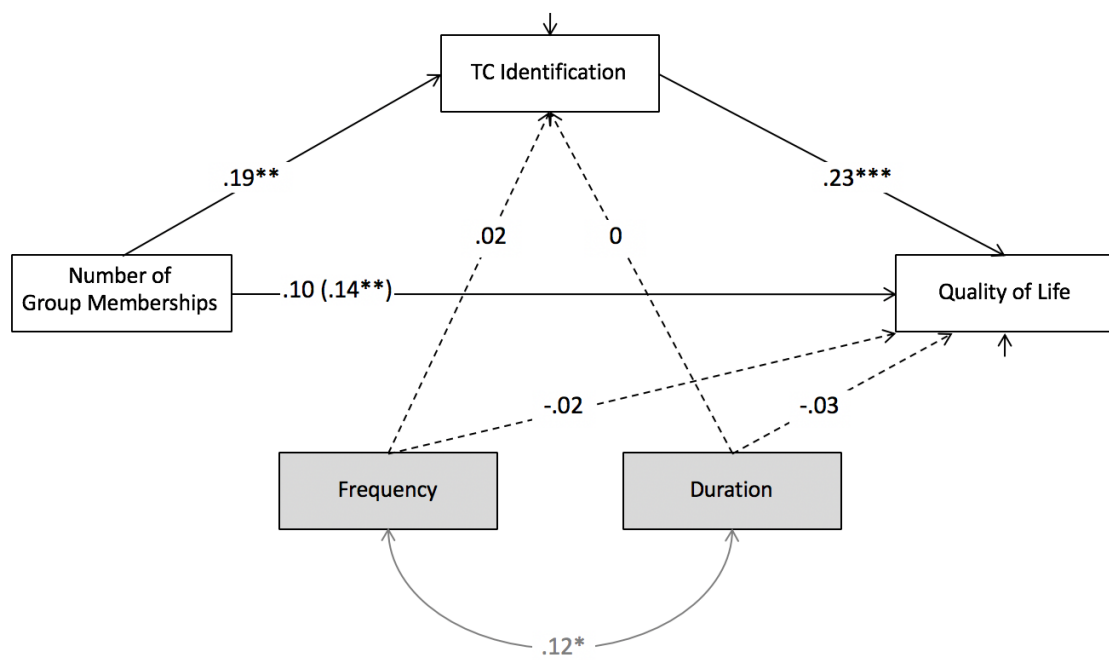 TC Identification
.19**
.23***
.02
0
Number of
Group Memberships
.10 (.14**)
Quality of Life
-.02
-.03
Frequency
Duration
.12*